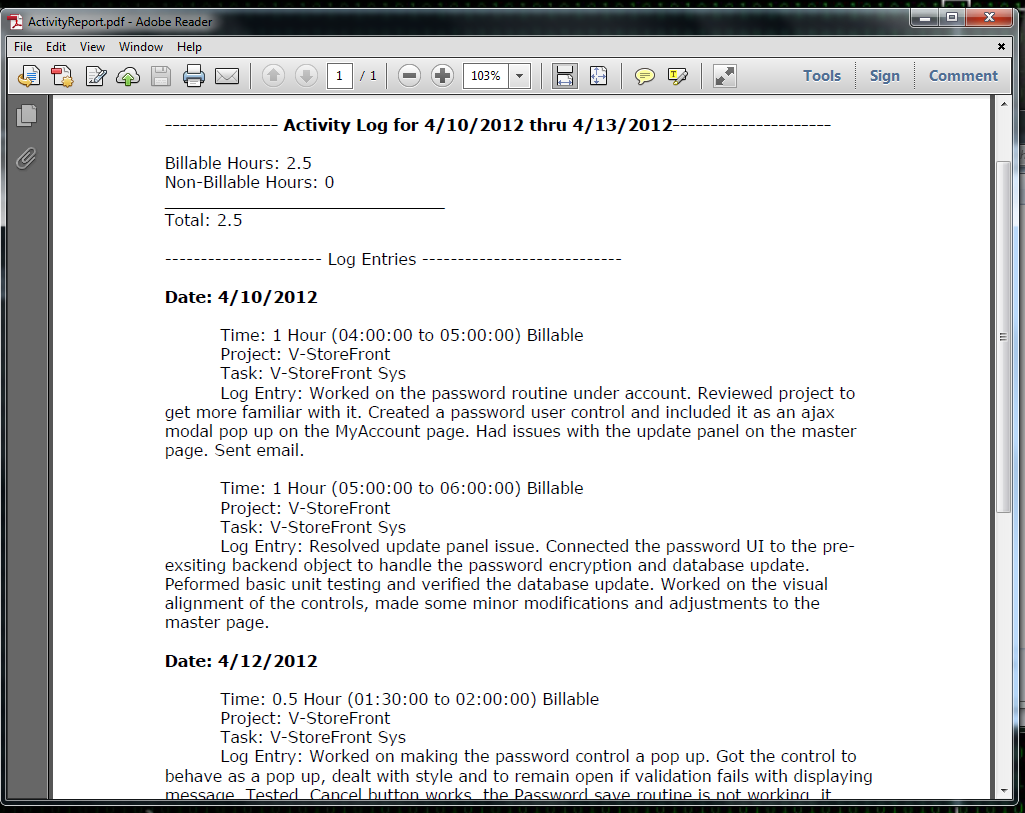 ActivityReport.pdf - Adobe Reader
File Edit View Window Help
1 / 1 103% Tools Sign Comment
--------------- Activity Log for 4/10/2012 thru 4/13/2012---------------------
Billable Hours: 2.5
Non-Billable Hours: 0
______________________________
Total: 2.5
---------------------- Log Entries ----------------------------
Date: 4/10/2012
Time: 1 Hour (04:00:00 to 05:00:00) Billable
Project: V-StoreFront
Task: V-StoreFront Sys
Log Entry: Worked on the password routine under account. Reviewed project to
get more familiar with it. Created a password user control and included it as an ajax
modal pop up on the MyAccount page. Had issues with the update panel on the master
page. Sent email.
Time: 1 Hour (05:00:00 to 06:00:00) Billable
Project: V-StoreFront
Task: V-StoreFront Sys
Log Entry: Resolved update panel issue. Connected the password UI to the pre-
exsiting backend object to handle the password encryption and database update.
Peformed basic unit testing and verified the database update. Worked on the visual
alignment of the controls, made some minor modifications and adjustments to the
master page.
Date: 4/12/2012
Time: 0.5 Hour (01:30:00 to 02:00:00) Billable
Project: V-StoreFront
Task: V-StoreFront Sys
Log Entry: Worked on making the password control a pop up. Got the control to
behave as a pop up, dealt with style and to remain open if validation fails with displaying
message. Tested. Cancel button works, the Password save routine is not working, it